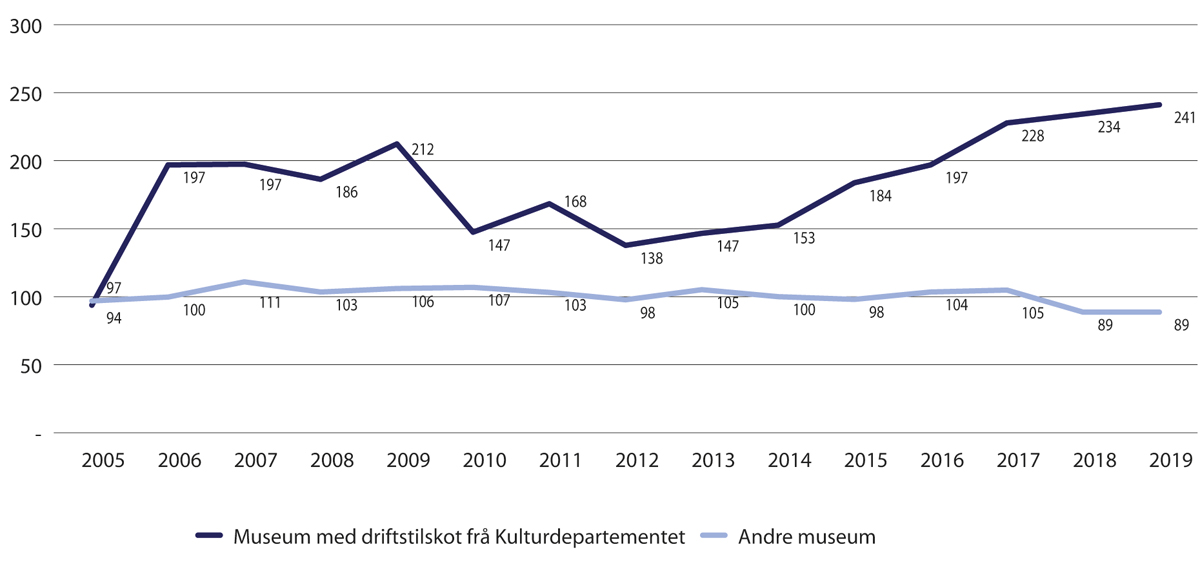 300
250
200
150
100
50
-
97 197 197 186 212 147 168 138 147 153 184 197 228 234 241
94 100 111 103 106 107 103 98 105 100 98 104 105 89 89
2005 2006 2007 2008 2009 2010 2011 2012 2013 2014 2015 2016 2017 2018 2019
Museum med driftstilskot frå Kulturdepartementet Andre museum